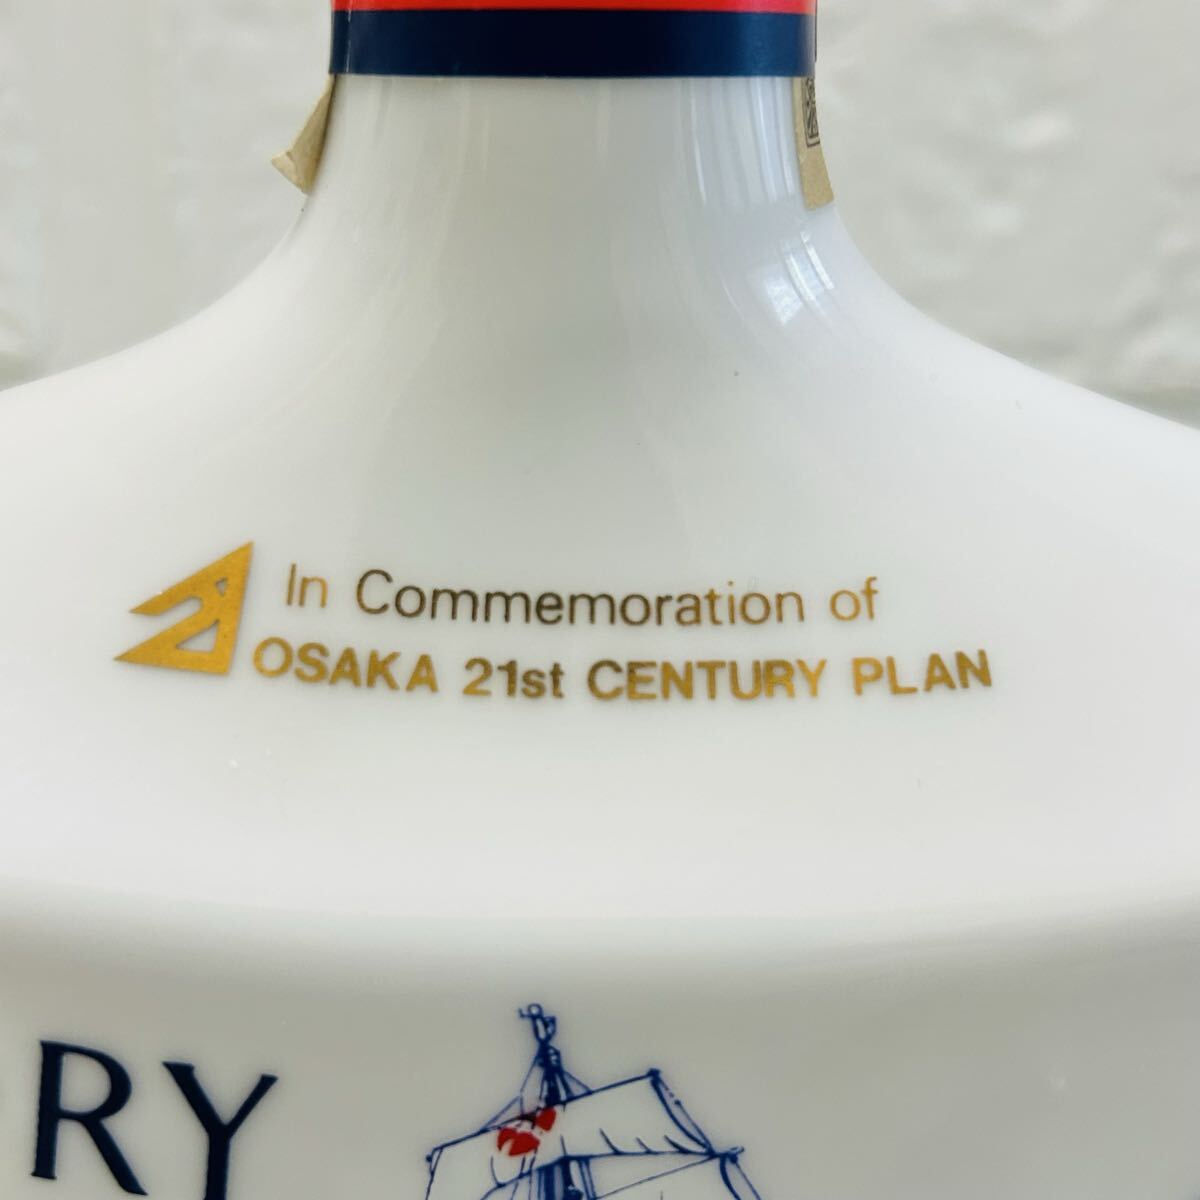 In Commemoration of
OSAKA 21st CENTURY PLAN
RY